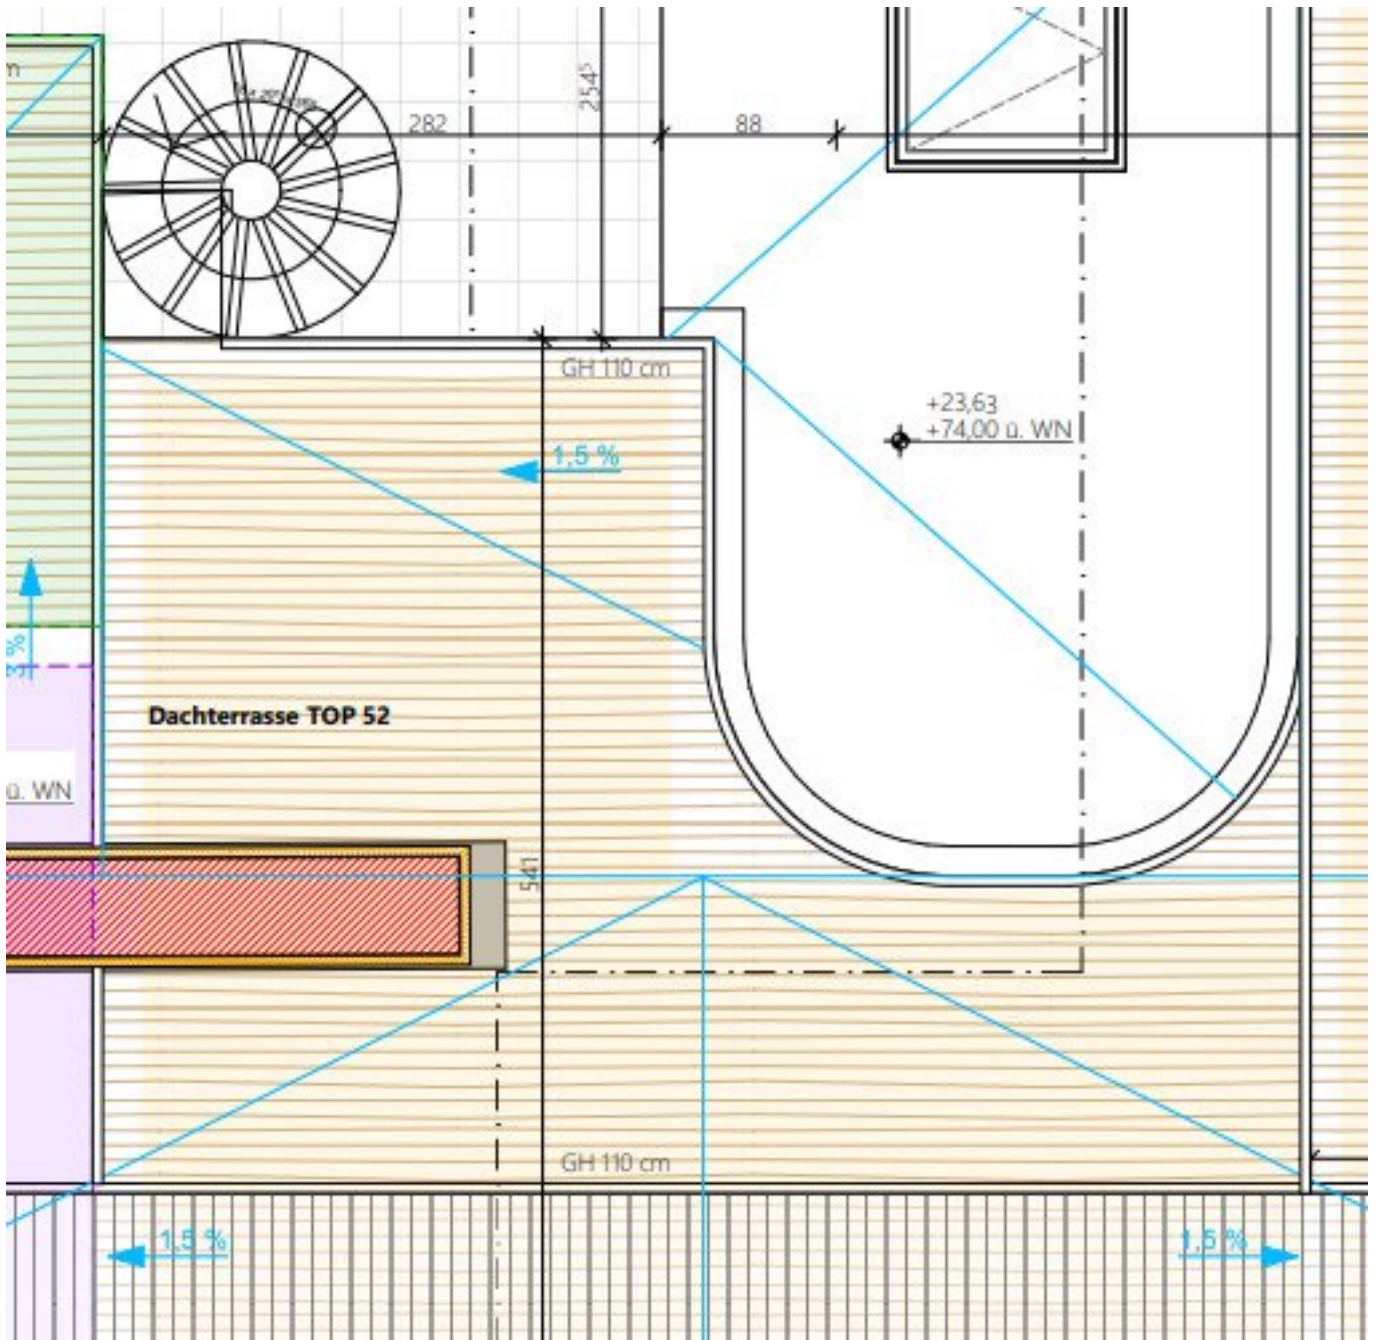 m
254⁵
282
88
GH 110 cm
+23,63
+74,00 ü. WN
1,5 %
3 %
Dachterrasse TOP 52
ü. WN
541
GH 110 cm
1,5 %
1,5 %